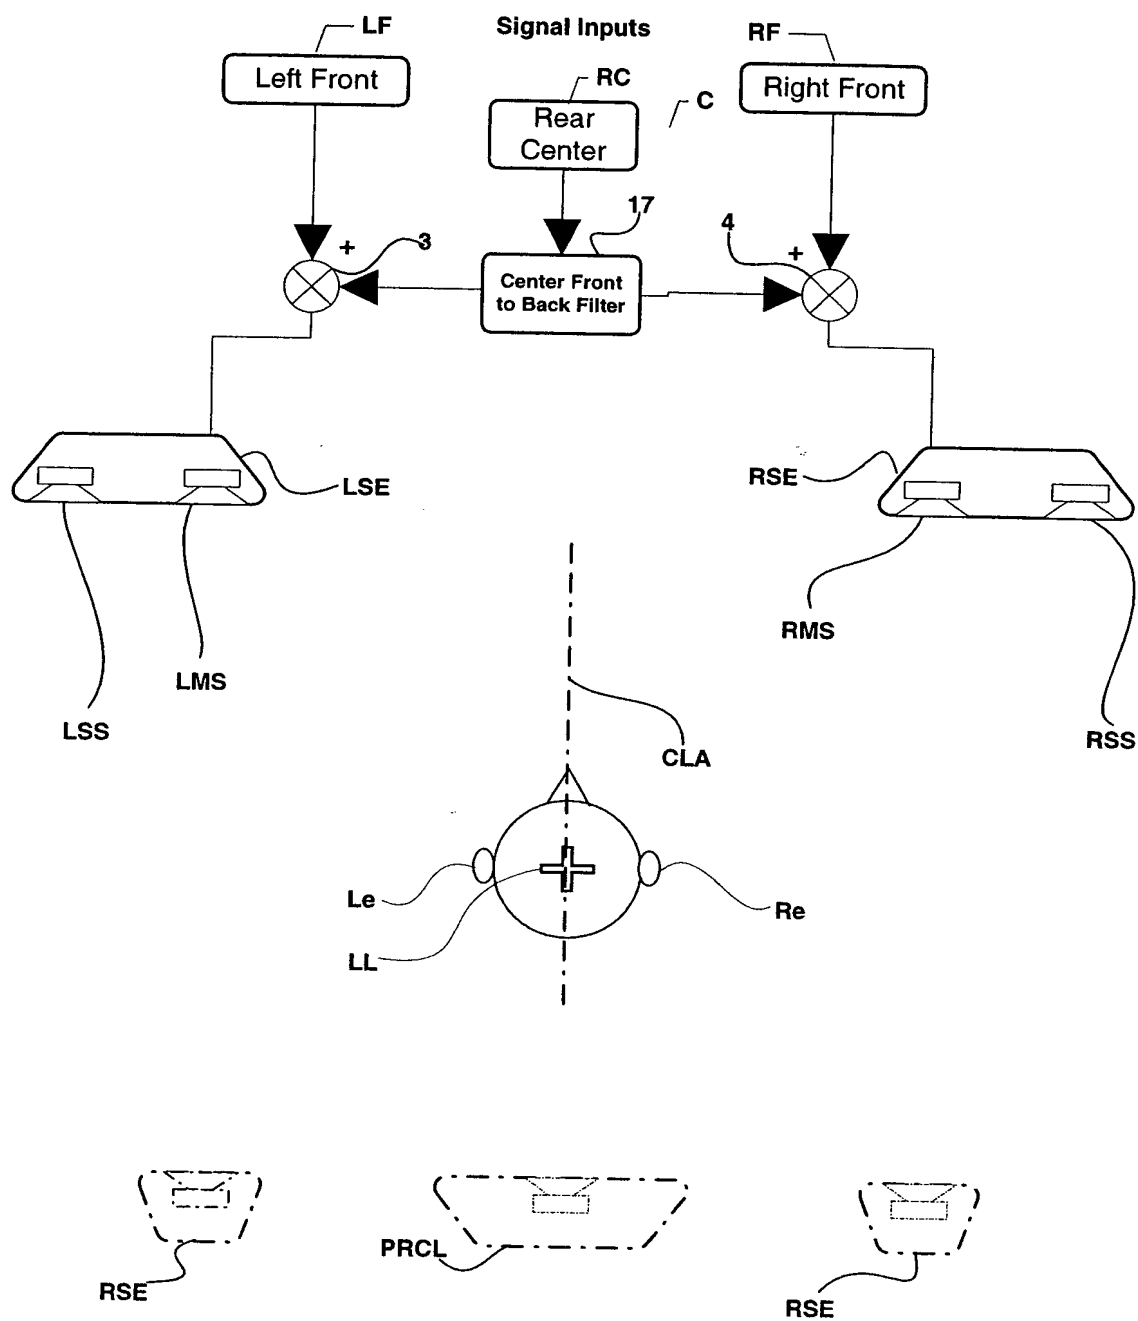 LF
Signal Inputs
RF
Left Front
RC
C
Right Front
Rear
Center
17
4
+
3
+
Center Front
to Back Filter
LSE
RSE
RMS
LMS
LSS
RSS
CLA
Le
Re
LL
PRCL
RSE
RSE